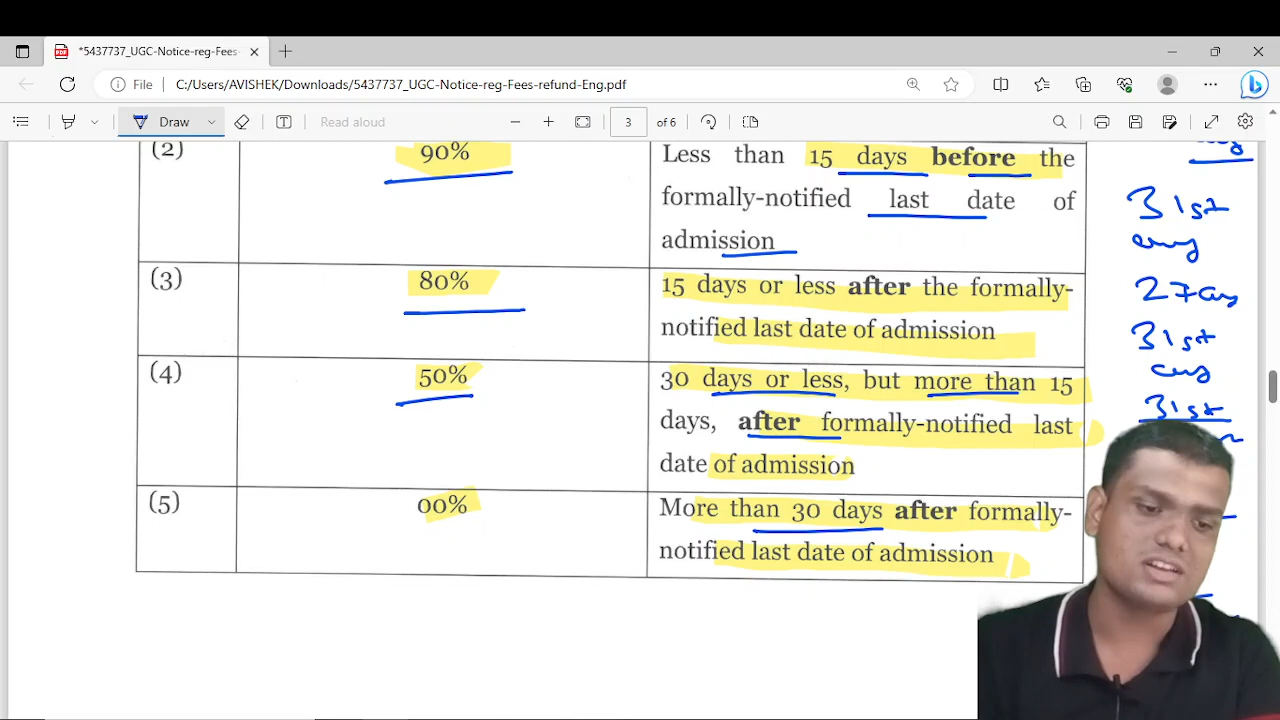 *5437737_UGC-Notice-reg-Fees-
File C:/Users/AVISHEK/Downloads/5437737_UGC-Notice-reg-Fees-refund-Eng.pdf
Draw Read aloud 3 of 6
(2) 90% Less than 15 days before the
formally-notified last date of
admission
(3) 80% 15 days or less after the formally-
notified last date of admission
(4) 50% 30 days or less, but more than 15
days, after formally-notified last
date of admission
(5) 00% More than 30 days after formally-
notified last date of admission
31st
aug
27 aug
31st
aug
31st